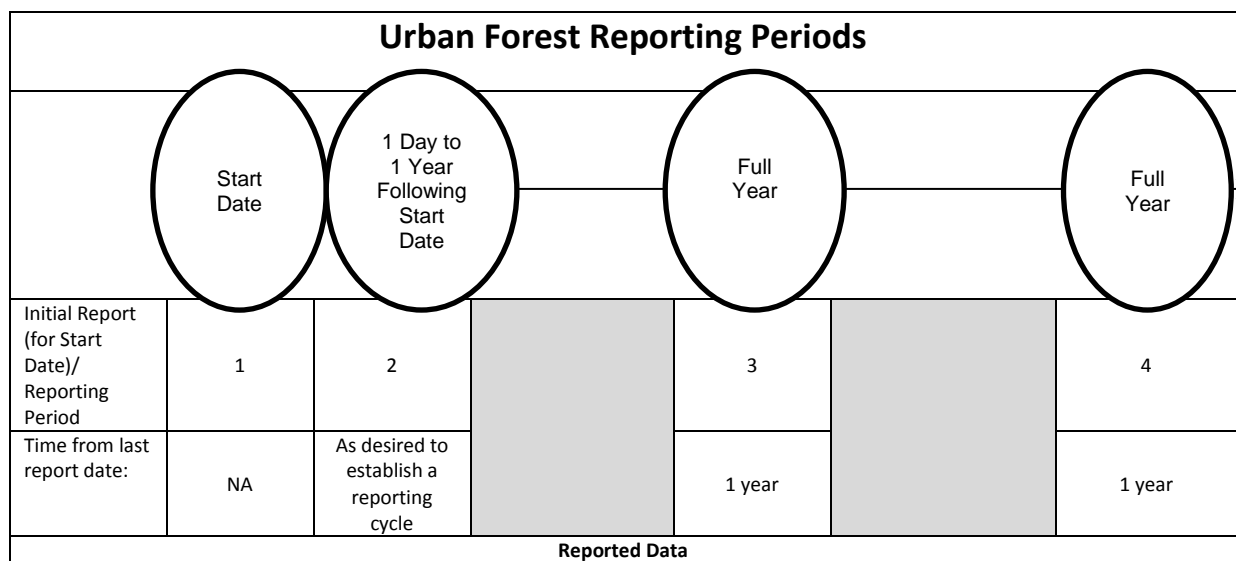 Urban Forest Reporting Periods
Start
Date
1 Day to
1 Year
Following
Start
Date
Full
Year
Full
Year
Initial Report
(for Start
Date)/
Reporting
Period
1
2
3
4
Time from last
report date:
NA
As desired to
establish a
reporting
cycle
1 year
1 year
Reported Data